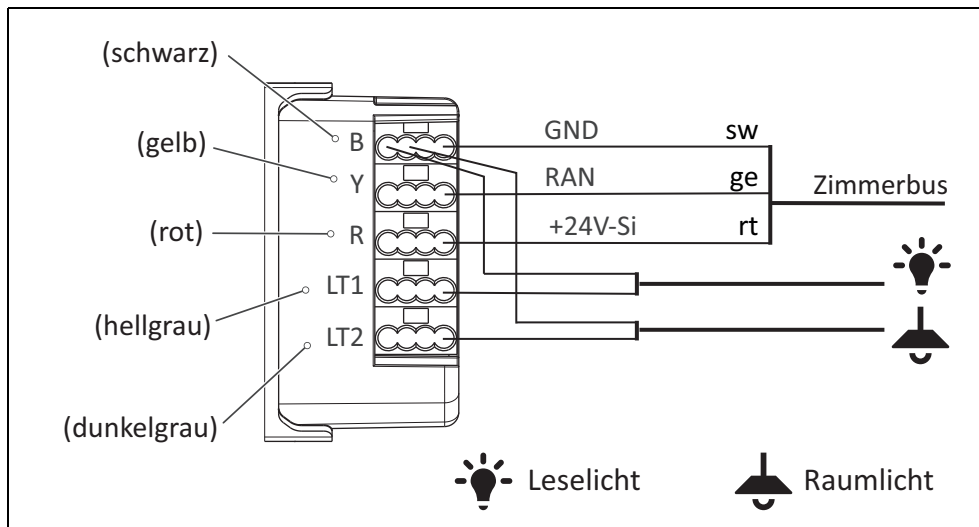 (schwarz)
(gelb)
(rot)
(hellgrau)
(dunkelgrau)
B
Y
R
LT1
LT2
GND sw
RAN ge
+24V-Si rt
Zimmerbus
Leselicht
Raumlicht